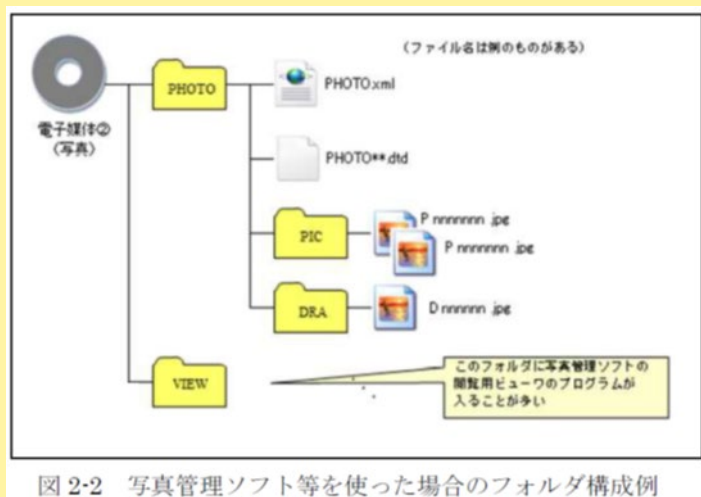 (ファイル名は例のものがある)
電子媒体②
(写真)
PHOTO
PHOTO.xml
PHOTO**.dtd
PIC
P nnnnnnn .jpg
P nnnnnnn .jpg
DRA
D nnnnnnn .jpg
VIEW
このフォルダに写真管理ソフトの
閲覧用ビューワのプログラムが
入ることが多い
図 2-2 写真管理ソフト等を使った場合のフォルダ構成例